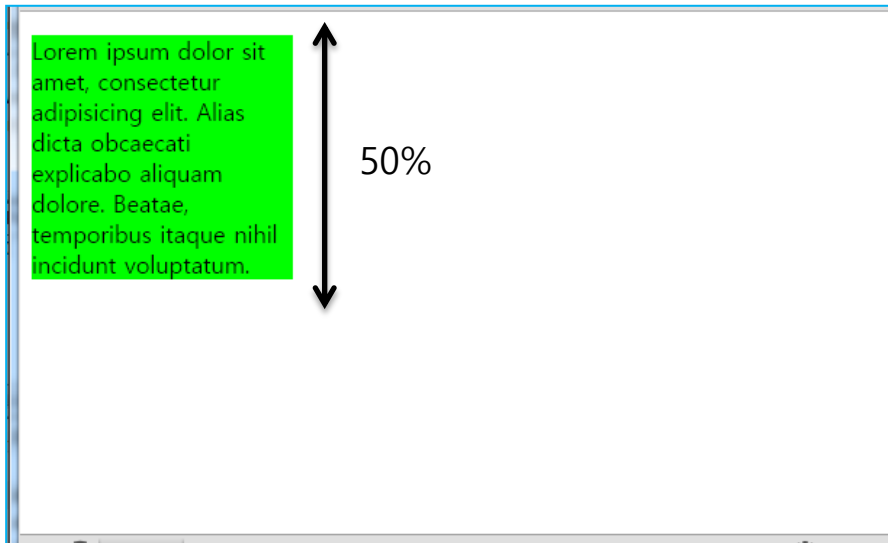 Lorem ipsum dolor sit
amet, consectetur
adipisicing elit. Alias
dicta obcaecati
explicabo aliquam
dolore. Beatae,
temporibus itaque nihil
incidunt voluptatum.
50%